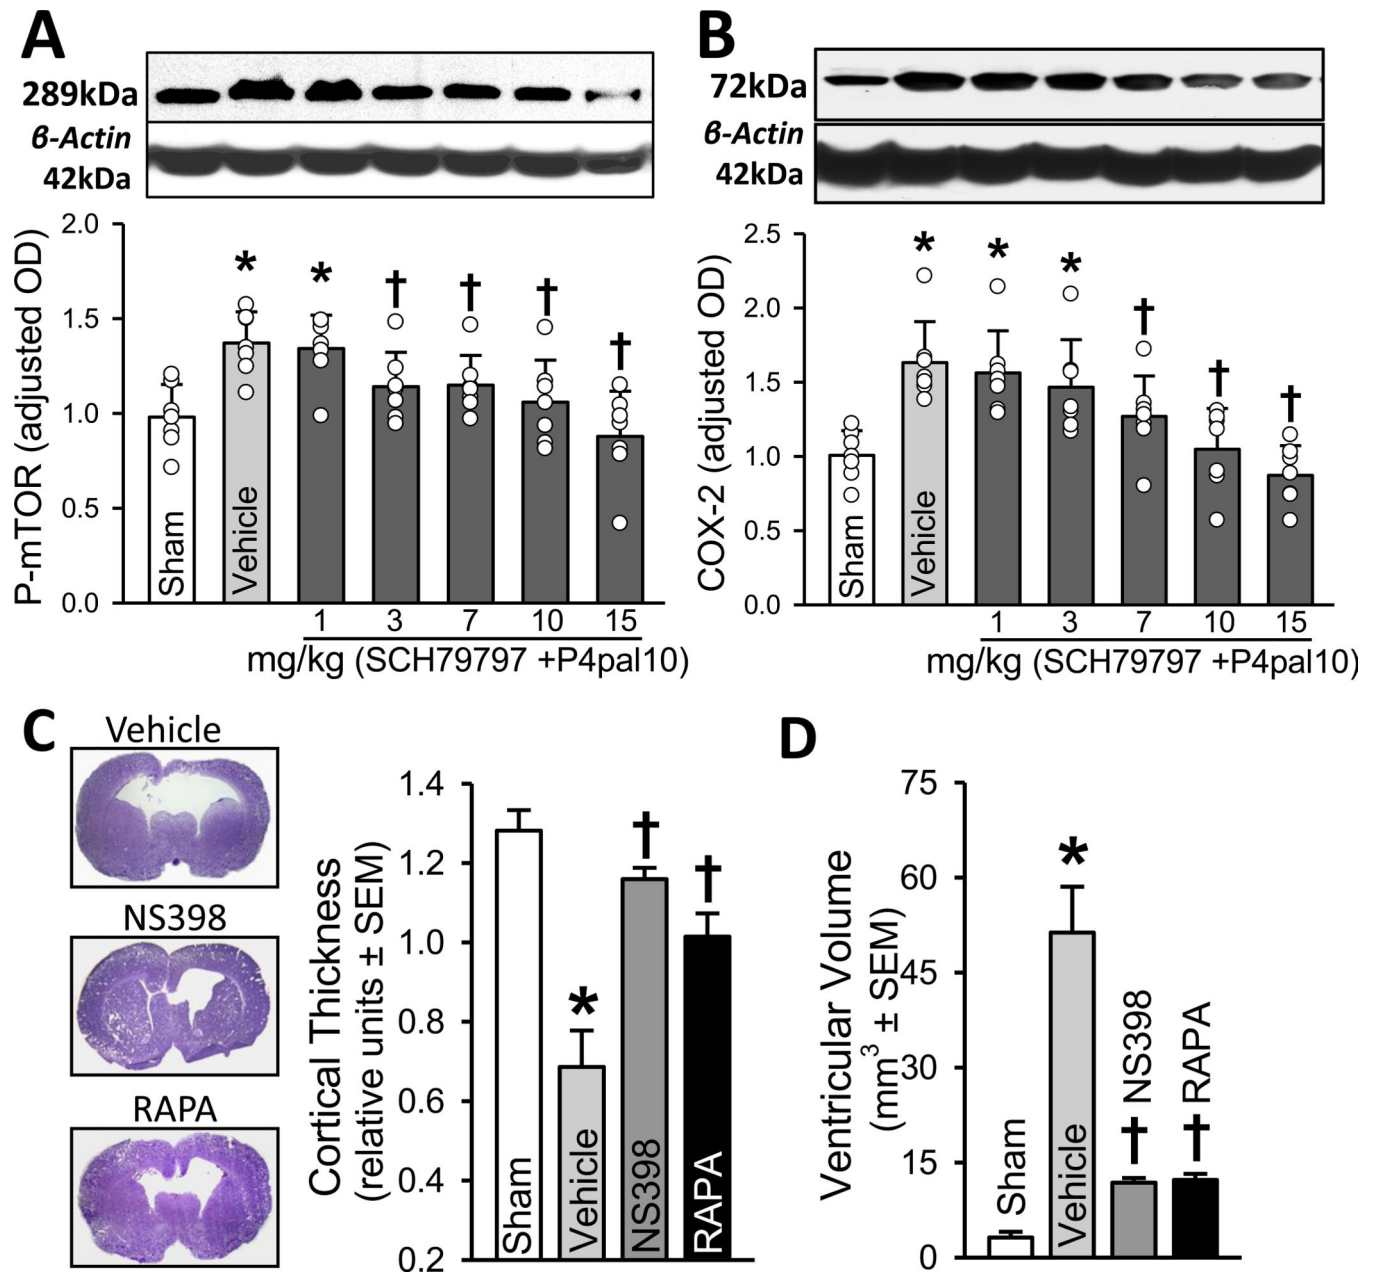 A
289kDa
β-Actin
42kDa
P-mTOR (adjusted OD)
2.0
1.5
1.0
0.5
0.0
* * † † † †
Sham
Vehicle
1 3 7 10 15
mg/kg (SCH79797 +P4pal10)
B
72kDa
β-Actin
42kDa
COX-2 (adjusted OD)
2.5
2.0
1.5
1.0
0.5
0.0
* * * † † †
Sham
Vehicle
1 3 7 10 15
mg/kg (SCH79797 +P4pal10)
C
Vehicle
NS398
RAPA
Cortical Thickness
(relative units ± SEM)
1.4
1.2
1.0
0.8
0.6
0.4
0.2
* † †
Sham
Vehicle
NS398
RAPA
D
Ventricular Volume
(mm³ ± SEM)
75
60
45
30
15
0
* † †
Sham
Vehicle
NS398
RAPA